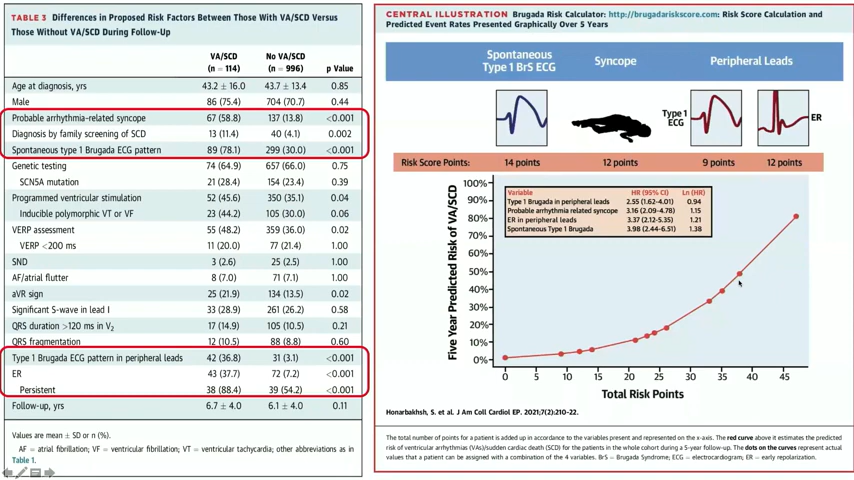 TABLE 3 Differences in Proposed Risk Factors Between Those With VA/SCD Versus
Those Without VA/SCD During Follow-Up
VA/SCD (n = 114) No VA/SCD (n = 996) p Value
Age at diagnosis, yrs 43.2 ± 16.0 43.7 ± 13.4 0.85
Male 86 (75.4) 704 (70.7) 0.44
Probable arrhythmia-related syncope 67 (58.8) 137 (13.8) <0.001
Diagnosis by family screening of SCD 13 (11.4) 40 (4.1) 0.002
Spontaneous type 1 Brugada ECG pattern 89 (78.1) 299 (30.0) <0.001
Genetic testing 74 (64.9) 657 (66.0) 0.75
SCN5A mutation 21 (28.4) 154 (23.4) 0.39
Programmed ventricular stimulation 52 (45.6) 350 (35.1) 0.04
Inducible polymorphic VT or VF 23 (44.2) 105 (30.0) 0.06
VERP assessment 55 (48.2) 359 (36.0) 0.02
VERP <200 ms 11 (20.0) 77 (21.4) 1.00
SND 3 (2.6) 25 (2.5) 1.00
AF/atrial flutter 8 (7.0) 71 (7.1) 1.00
aVR sign 25 (21.9) 134 (13.5) 0.02
Significant S-wave in lead I 33 (28.9) 261 (26.2) 0.58
QRS duration >120 ms in V2 17 (14.9) 105 (10.5) 0.21
QRS fragmentation 12 (10.5) 88 (8.8) 0.60
Type 1 Brugada ECG pattern in peripheral leads 42 (36.8) 31 (3.1) <0.001
ER 43 (37.7) 72 (7.2) <0.001
Persistent 38 (88.4) 39 (54.2) <0.001
Follow-up, yrs 6.7 ± 4.0 6.1 ± 4.0 0.11
Values are mean ± SD or n (%).
AF = atrial fibrillation; VF = ventricular fibrillation; VT = ventricular tachycardia; other abbreviations as in
Table 1.
CENTRAL ILLUSTRATION Brugada Risk Calculator: http://brugadariskscore.com: Risk Score Calculation and
Predicted Event Rates Presented Graphically Over 5 Years
Spontaneous
Type 1 BrS ECG
Syncope
Peripheral Leads
Type 1
ECG
ER
Risk Score Points: 14 points 12 points 9 points 12 points
Five Year Predicted Risk of VA/SCD
100%
90%
80%
70%
60%
50%
40%
30%
20%
10%
0%
Variable HR (95% CI) Ln (HR)
Type 1 Brugada in peripheral leads 2.55 (1.62-4.01) 0.94
Probable arrhythmia related syncope 3.16 (2.09-4.78) 1.15
ER in peripheral leads 3.37 (2.12-5.35) 1.21
Spontaneous Type 1 Brugada 3.98 (2.44-6.51) 1.38
0 5 10 15 20 25 30 35 40 45
Total Risk Points
Honarbakhsh, S. et al. J Am Coll Cardiol EP. 2021;7(2):210-22.
The total number of points for a patient is added up in accordance to the variables present and represented on the x-axis. The red curve above it estimates the predicted
risk of ventricular arrhythmias (VAs)/sudden cardiac death (SCD) for the patients in the whole cohort during a 5-year follow-up. The dots on the curves represent actual
values that a patient can be assigned with a combination of the 4 variables. BrS = Brugada Syndrome; ECG = electrocardiogram; ER = early repolarization.